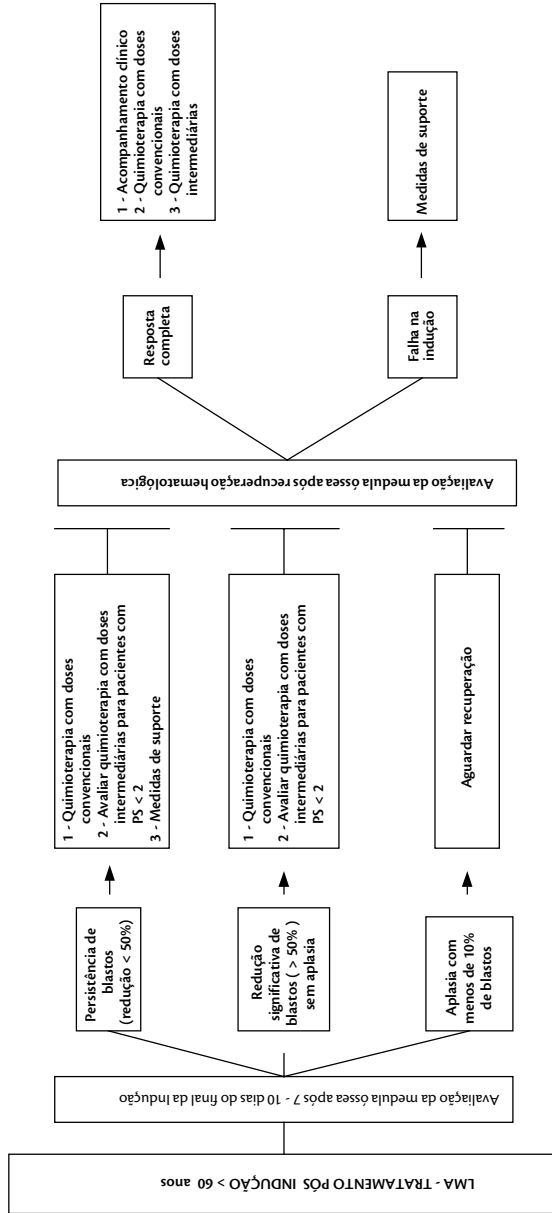 LMA - TRATAMENTO PÓS INDUÇÃO > 60 anos
Avaliação da medula óssea após 7 - 10 dias do final da Indução
Persistência de
blastos
(redução < 50%)
1 - Quimioterapia com doses
convencionais
2 - Avaliar quimioterapia com doses
intermediárias para pacientes com
PS < 2
3 - Medidas de suporte
Redução
significativa de
blastos ( > 50% )
sem aplasia
1 - Quimioterapia com doses
convencionais
2 - Avaliar quimioterapia com doses
intermediárias para pacientes com
PS < 2
Aplasia com
menos de 10%
de blastos
Aguardar recuperação
Avaliação da medula óssea após recuperação hematológica
Resposta
completa
1 - Acompanhamento clínico
2 - Quimioterapia com doses
convencionais
3 - Quimioterapia com doses
intermediárias
Falha na
indução
Medidas de suporte